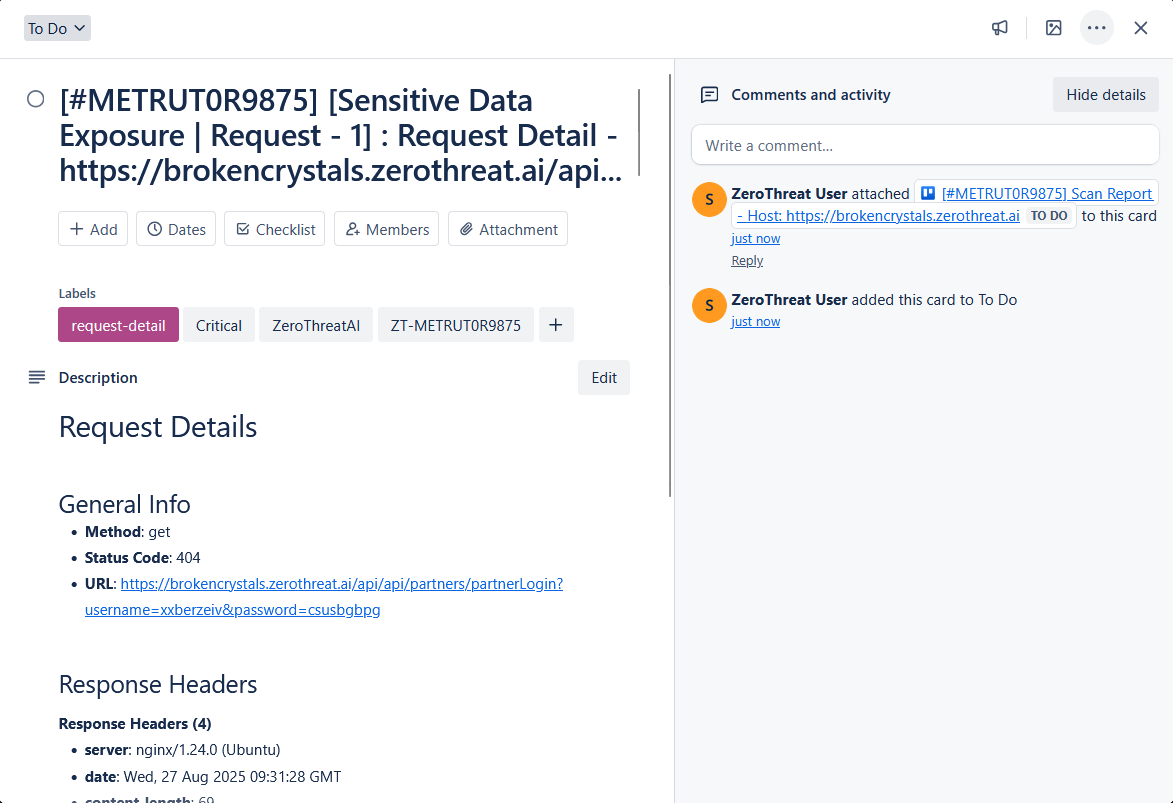 To Do
[#METRUT0R9875] [Sensitive Data
Exposure | Request - 1] : Request Detail -
https://brokencrystals.zerothreat.ai/api...
Add
Dates
Checklist
Members
Attachment
Labels
request-detail
Critical
ZeroThreatAI
ZT-METRUT0R9875
Description
Edit
Request Details
General Info
• Method: get
• Status Code: 404
• URL: https://brokencrystals.zerothreat.ai/api/api/partners/partnerLogin?
username=xxberzeiv&password=csusbgbpg
Response Headers
Response Headers (4)
• server: nginx/1.24.0 (Ubuntu)
• date: Wed, 27 Aug 2025 09:31:28 GMT
• content-length: 69
Comments and activity
Hide details
Write a comment...
S
ZeroThreat User attached [#METRUT0R9875] Scan Report
- Host: https://brokencrystals.zerothreat.ai TO DO to this card
just now
Reply
S
ZeroThreat User added this card to To Do
just now